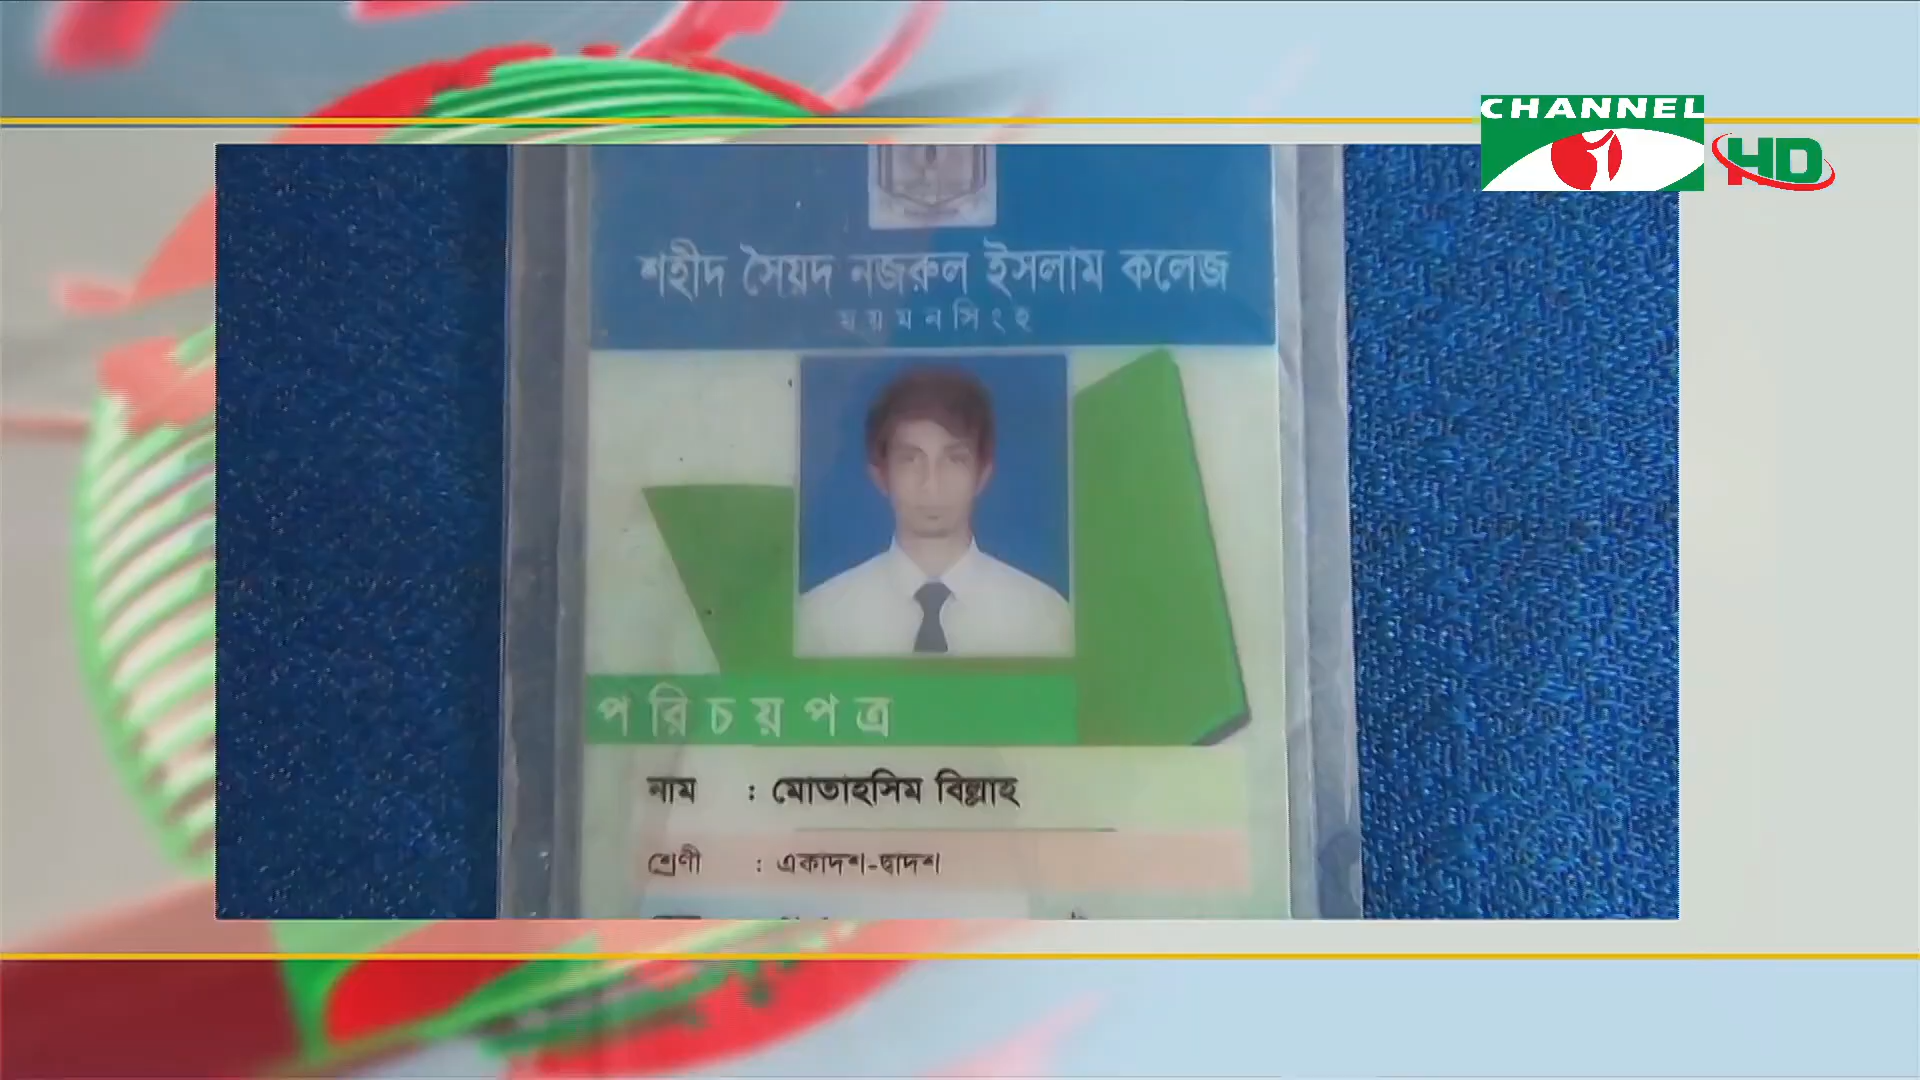 CHANNEL
HD
শহীদ সৈয়দ নজরুল ইসলাম কলেজ
ময়মনসিংহ
পরিচয়পত্র
নাম : মোতাহসিম বিল্লাহ
শ্রেণী : একাদশ-দ্বাদশ